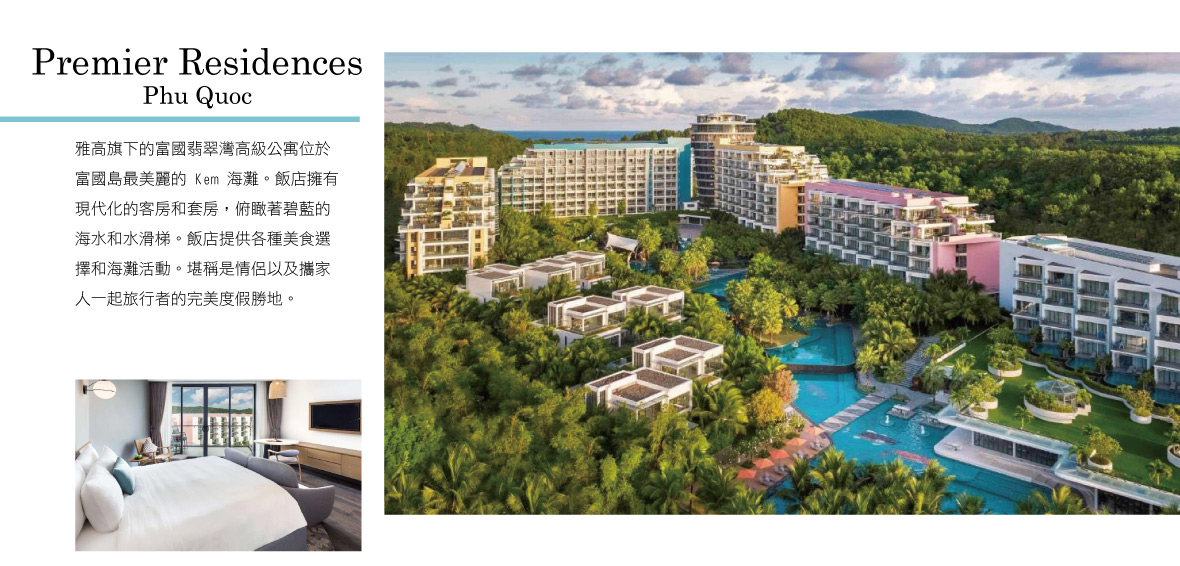 Premier Residences
Phu Quoc
雅高旗下的富國翡翠灣高級公寓位於
富國島最美麗的 Kem 海灘。飯店擁有
現代化的客房和套房，俯瞰著碧藍的
海水和水滑梯。飯店提供各種美食選
擇和海灘活動。堪稱是情侶以及攜家
人一起旅行者的完美度假勝地。